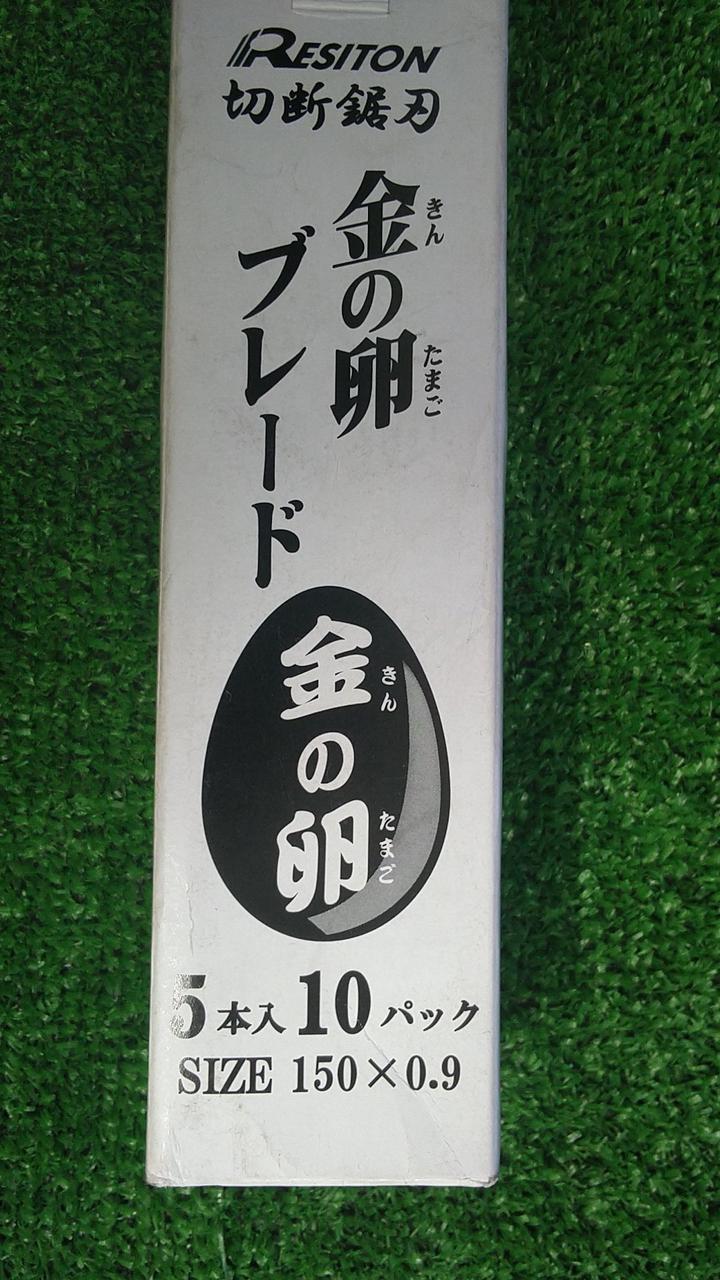 RESITON
切断鋸刃
金の卵
きん
たまご
ブレード
金の卵
きん
たまご
5本入10パック
SIZE 150×0.9